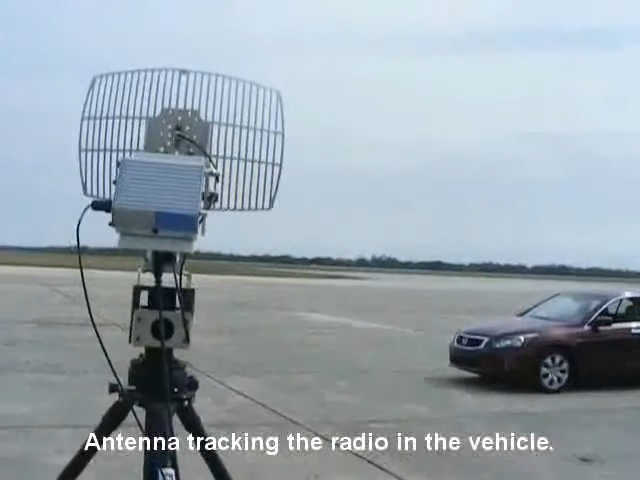 Antenna tracking the radio in the vehicle.